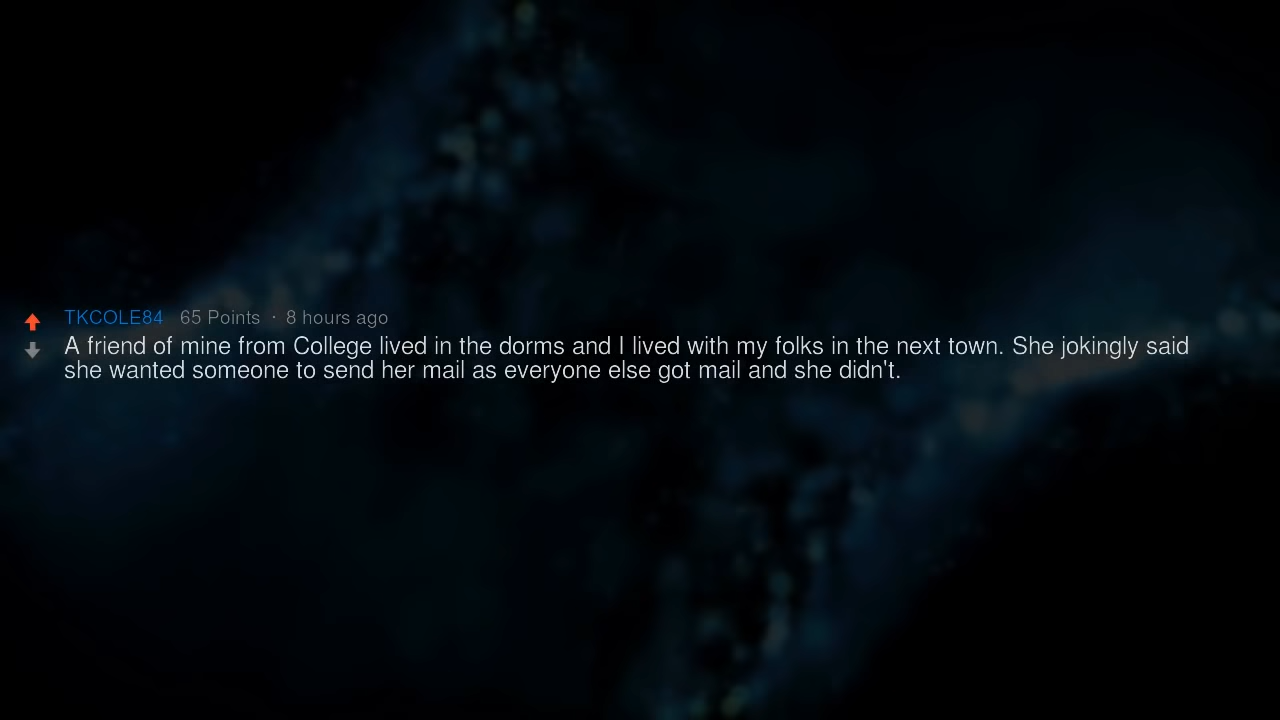 TKCOLE84 65 Points · 8 hours ago
A friend of mine from College lived in the dorms and I lived with my folks in the next town. She jokingly said
she wanted someone to send her mail as everyone else got mail and she didn't.